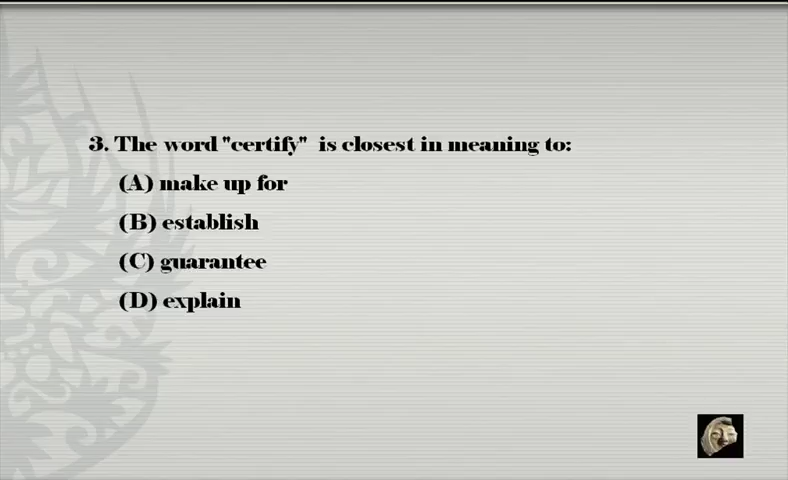 3. The word "certify" is closest in meaning to:
(A) make up for
(B) establish
(C) guarantee
(D) explain